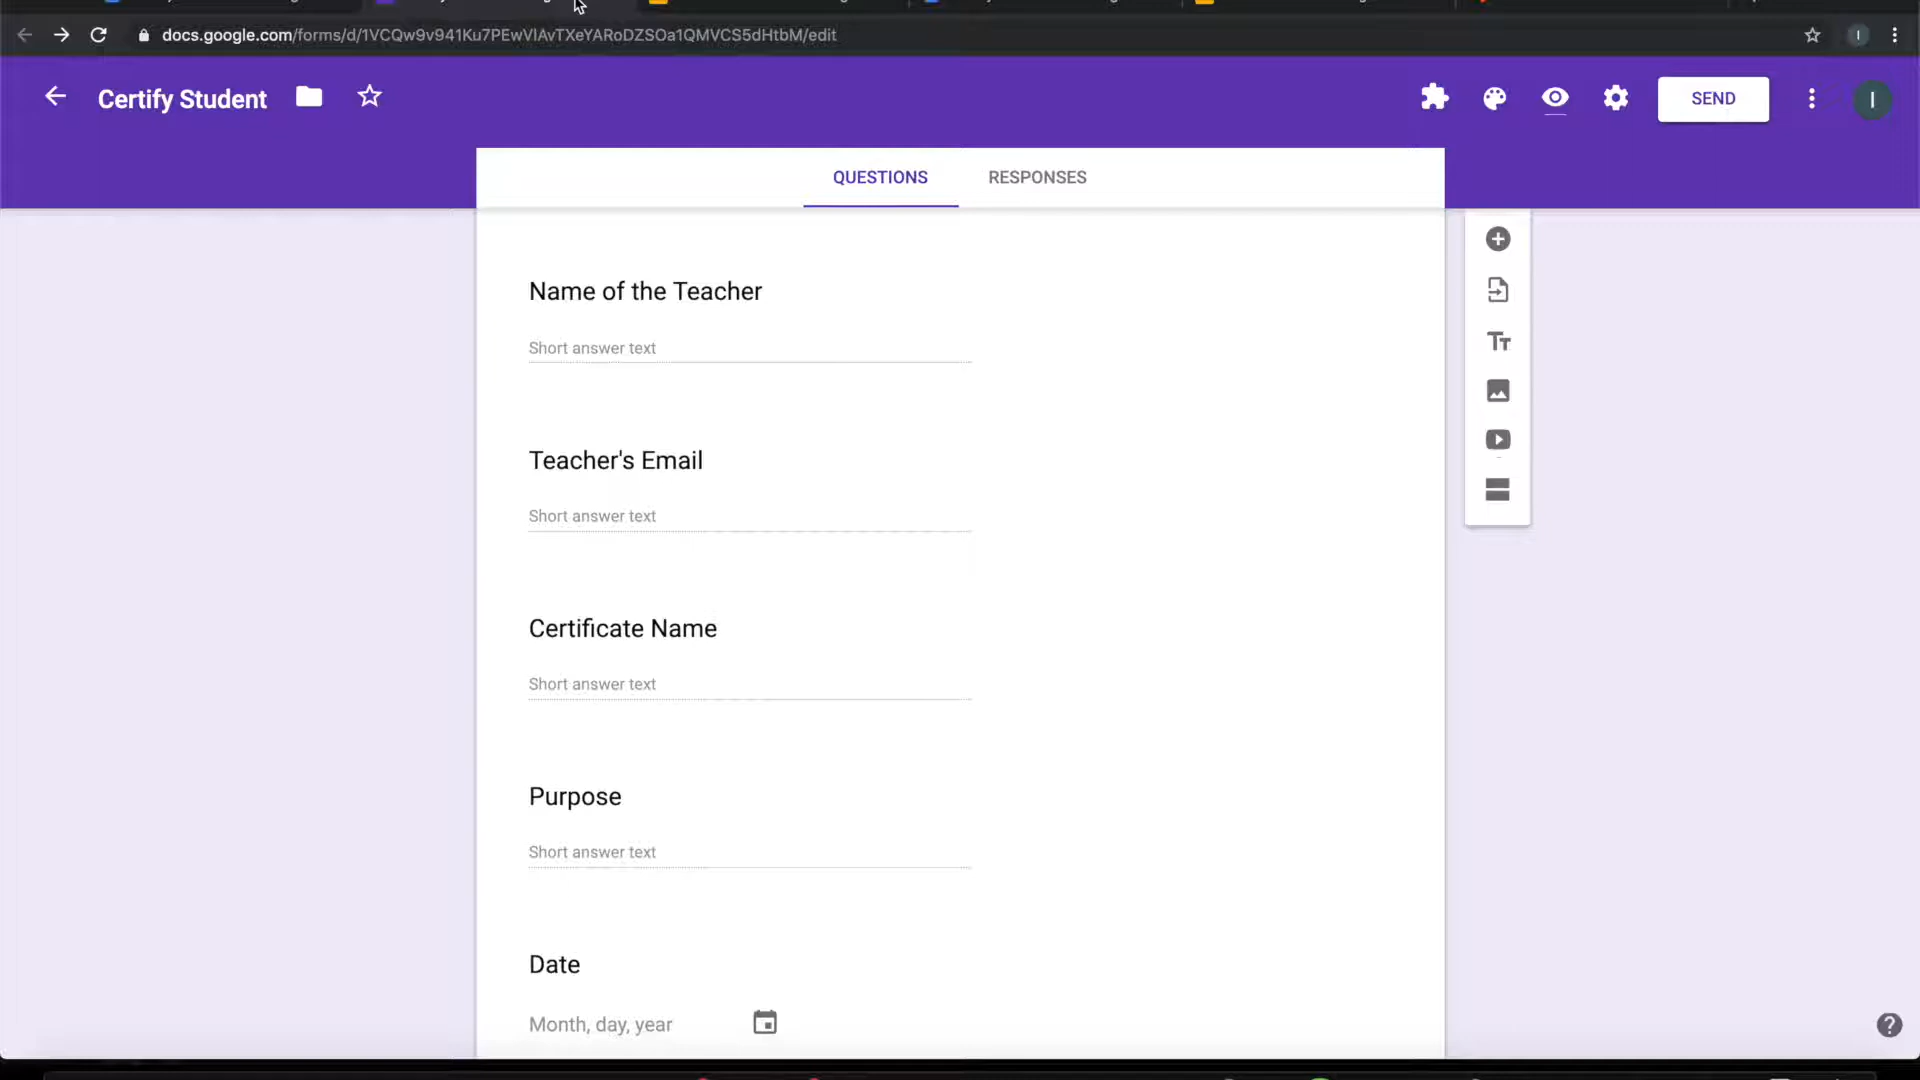 docs.google.com/forms/d/1VCQw9v941Ku7PEwVlAvTXeYARoDZSOa1QMVCS5dHtbM/edit
Certify Student
SEND
I
QUESTIONS
RESPONSES
Name of the Teacher
Short answer text
Teacher's Email
Short answer text
Certificate Name
Short answer text
Purpose
Short answer text
Date
Month, day, year